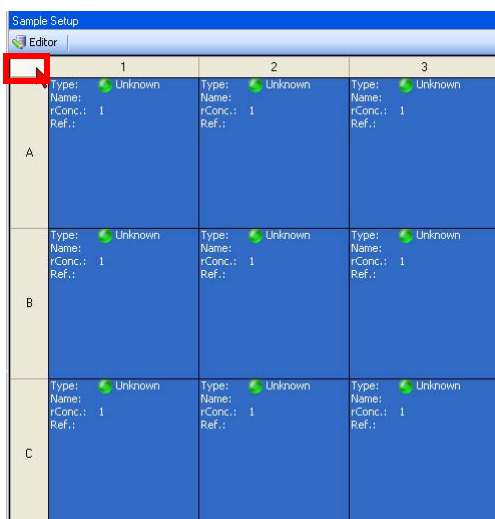 Sample Setup
Editor
1 2 3
A
Type: Unknown Type: Unknown Type: Unknown
Name: Name: Name:
rConc.: 1 rConc.: 1 rConc.: 1
Ref.: Ref.: Ref.:
B
Type: Unknown Type: Unknown Type: Unknown
Name: Name: Name:
rConc.: 1 rConc.: 1 rConc.: 1
Ref.: Ref.: Ref.:
C
Type: Unknown Type: Unknown Type: Unknown
Name: Name: Name:
rConc.: 1 rConc.: 1 rConc.: 1
Ref.: Ref.: Ref.: